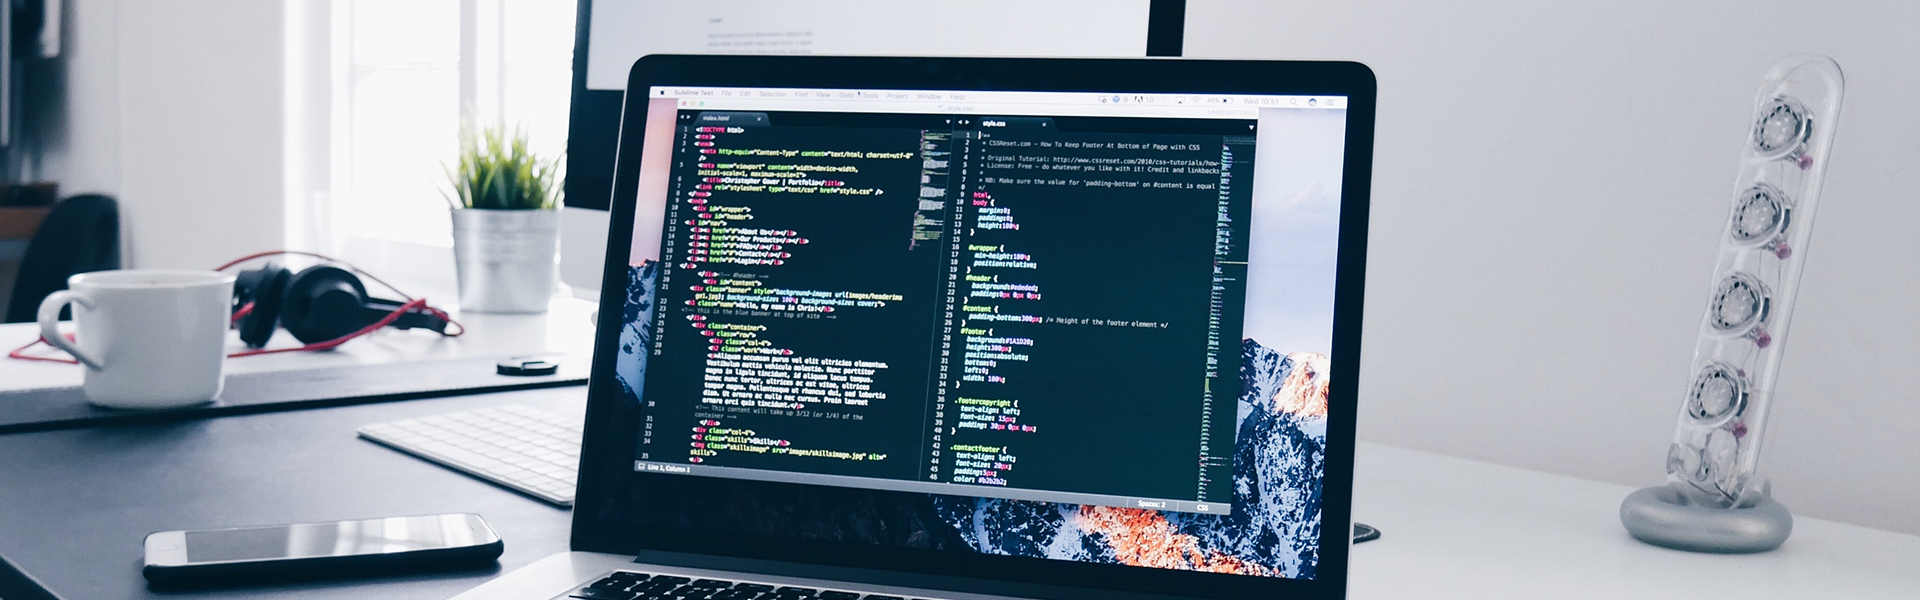 Sublime Text File Edit Selection Find View Goto Tools Project Window Help
49% Wed 10:51
style.css
index.html
<!DOCTYPE html>
<html>
<head>
<meta http-equiv="Content-Type" content="text/html; charset=utf-8"
/>
<meta name="viewport" content="width=device-width,
initial-scale=1, maximum-scale=1">
<title>Christopher Gower | Portfolio</title>
<link rel="stylesheet" type="text/css" href="style.css" />
</head>
<body>
<div id="wrapper">
<div id="header">
<ul id="nav">
<li><a href="#">About Us</a></li>
<li><a href="#">Our Products</a></li>
<li><a href="#">FAQs</a></li>
<li><a href="#">Contact</a></li>
<li><a href="#">Login</a></li>
</ul>
</div><!-- #header -->
<div id="content">
<div class="banner" style="background-image: url(images/headerima
ge1.jpg); background-size: 100%; background-size: cover;">
<h1 class="name">Hello, my name is Chris!</h1>
<!-- this is the blue banner at top of site -->
</div>
<div class="container">
<div class="row">
<div class="col-4">
<h2 class="work">Work</h2>
<p>Aliquam accumsan purus vel elit ultricies elementum.
Vestibulum mattis vehicula molestie. Nunc porttitor
magna in ligula tincidunt, id aliquam lacus tempus.
Donec nunc tortor, ultrices ac est vitae, ultrices
tempor magna. Pellentesque ut rhoncus dui, sed lobortis
diam. Ut ornare ac nulla nec cursus. Proin laoreet
ornare orci quis tincidunt.</p>
<!-- This content will take up 3/12 (or 1/4) of the
container -->
</div>
<div class="col-4">
<h2 class="skills">Skills</h2>
<img class="skillsimage" src="images/skillsimage.jpg" alt="
skills">
<ul>
Line 1, Column 1
style.css
/**
* CSSReset.com - How To Keep Footer At Bottom of Page with CSS
*
* Original Tutorial: http://www.cssreset.com/2010/css-tutorials/how-
* License: Free - do whatever you like with it! Credit and linkbacks
*
* NB: Make sure the value for 'padding-bottom' on #content is equal
*/
html,
body {
margin:0;
padding:0;
height:100%;
}
#wrapper {
min-height:100%;
position:relative;
}
#header {
background:#ededed;
padding:0px 0px 0px;
}
#content {
padding-bottom:300px; /* Height of the footer element */
}
#footer {
background:#1A1D20;
height:300px;
position:absolute;
bottom:0;
left:0;
width: 100%;
}
.footercopyright {
text-align: left;
font-size: 15px;
padding: 30px 0px 0px;
}
.contactfooter {
text-align: left;
font-size: 20px;
padding:5px;
color: #b2b2b2;
Spaces: 2 CSS